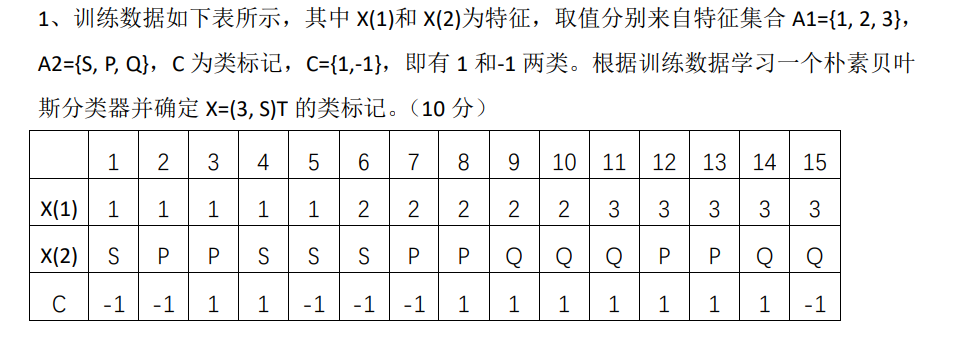 1、训练数据如下表所示，其中 X(1)和 X(2)为特征，取值分别来自特征集合 A1={1, 2, 3}，
A2={S, P, Q}，C 为类标记，C={1,-1}，即有 1 和-1 两类。根据训练数据学习一个朴素贝叶
斯分类器并确定 X=(3, S)T 的类标记。（10 分）
1 2 3 4 5 6 7 8 9 10 11 12 13 14 15
X(1) 1 1 1 1 1 2 2 2 2 2 3 3 3 3 3
X(2) S P P S S S P P Q Q Q P P Q Q
C -1 -1 1 1 -1 -1 -1 1 1 1 1 1 1 1 -1